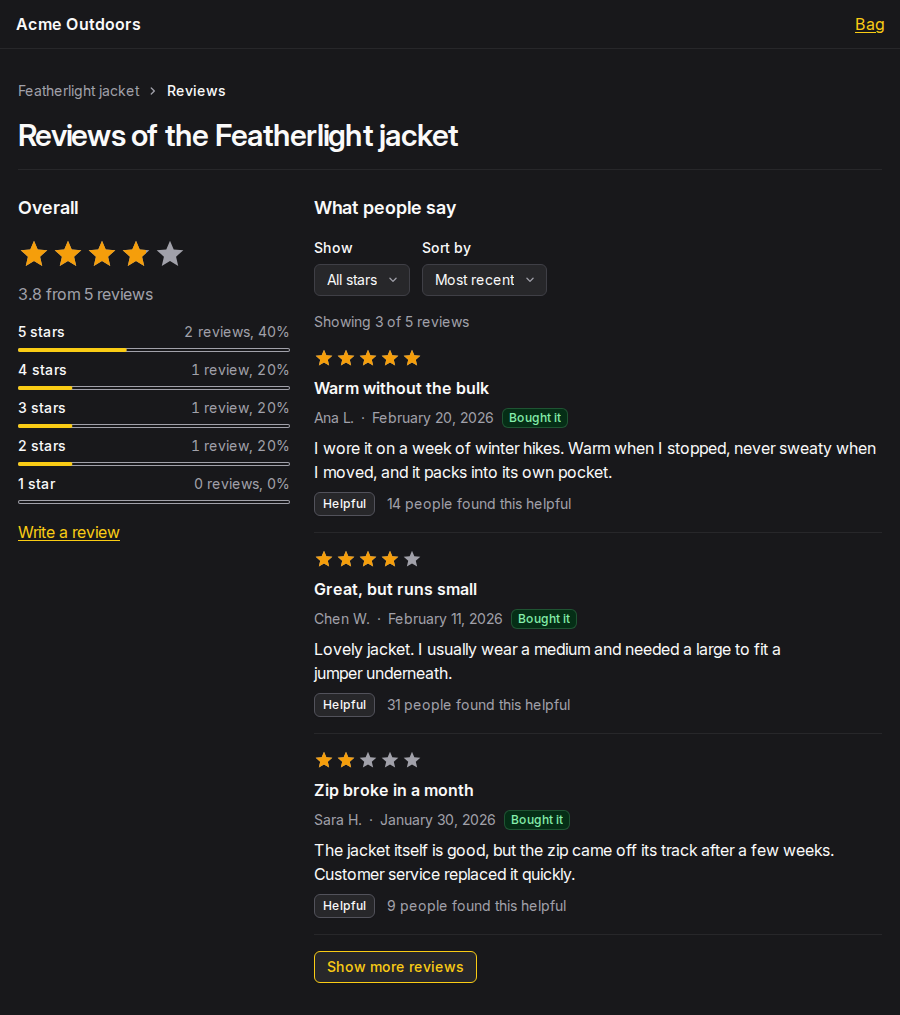 Acme Outdoors
Bag
Featherlight jacket
Reviews
Reviews of the Featherlight jacket
Overall
3.8 from 5 reviews
5 stars 2 reviews, 40%
4 stars 1 review, 20%
3 stars 1 review, 20%
2 stars 1 review, 20%
1 star 0 reviews, 0%
Write a review
What people say
Show
Sort by
All stars
Most recent
Showing 3 of 5 reviews
Warm without the bulk
Ana L. · February 20, 2026 Bought it
I wore it on a week of winter hikes. Warm when I stopped, never sweaty when
I moved, and it packs into its own pocket.
Helpful 14 people found this helpful
Great, but runs small
Chen W. · February 11, 2026 Bought it
Lovely jacket. I usually wear a medium and needed a large to fit a
jumper underneath.
Helpful 31 people found this helpful
Zip broke in a month
Sara H. · January 30, 2026 Bought it
The jacket itself is good, but the zip came off its track after a few weeks.
Customer service replaced it quickly.
Helpful 9 people found this helpful
Show more reviews